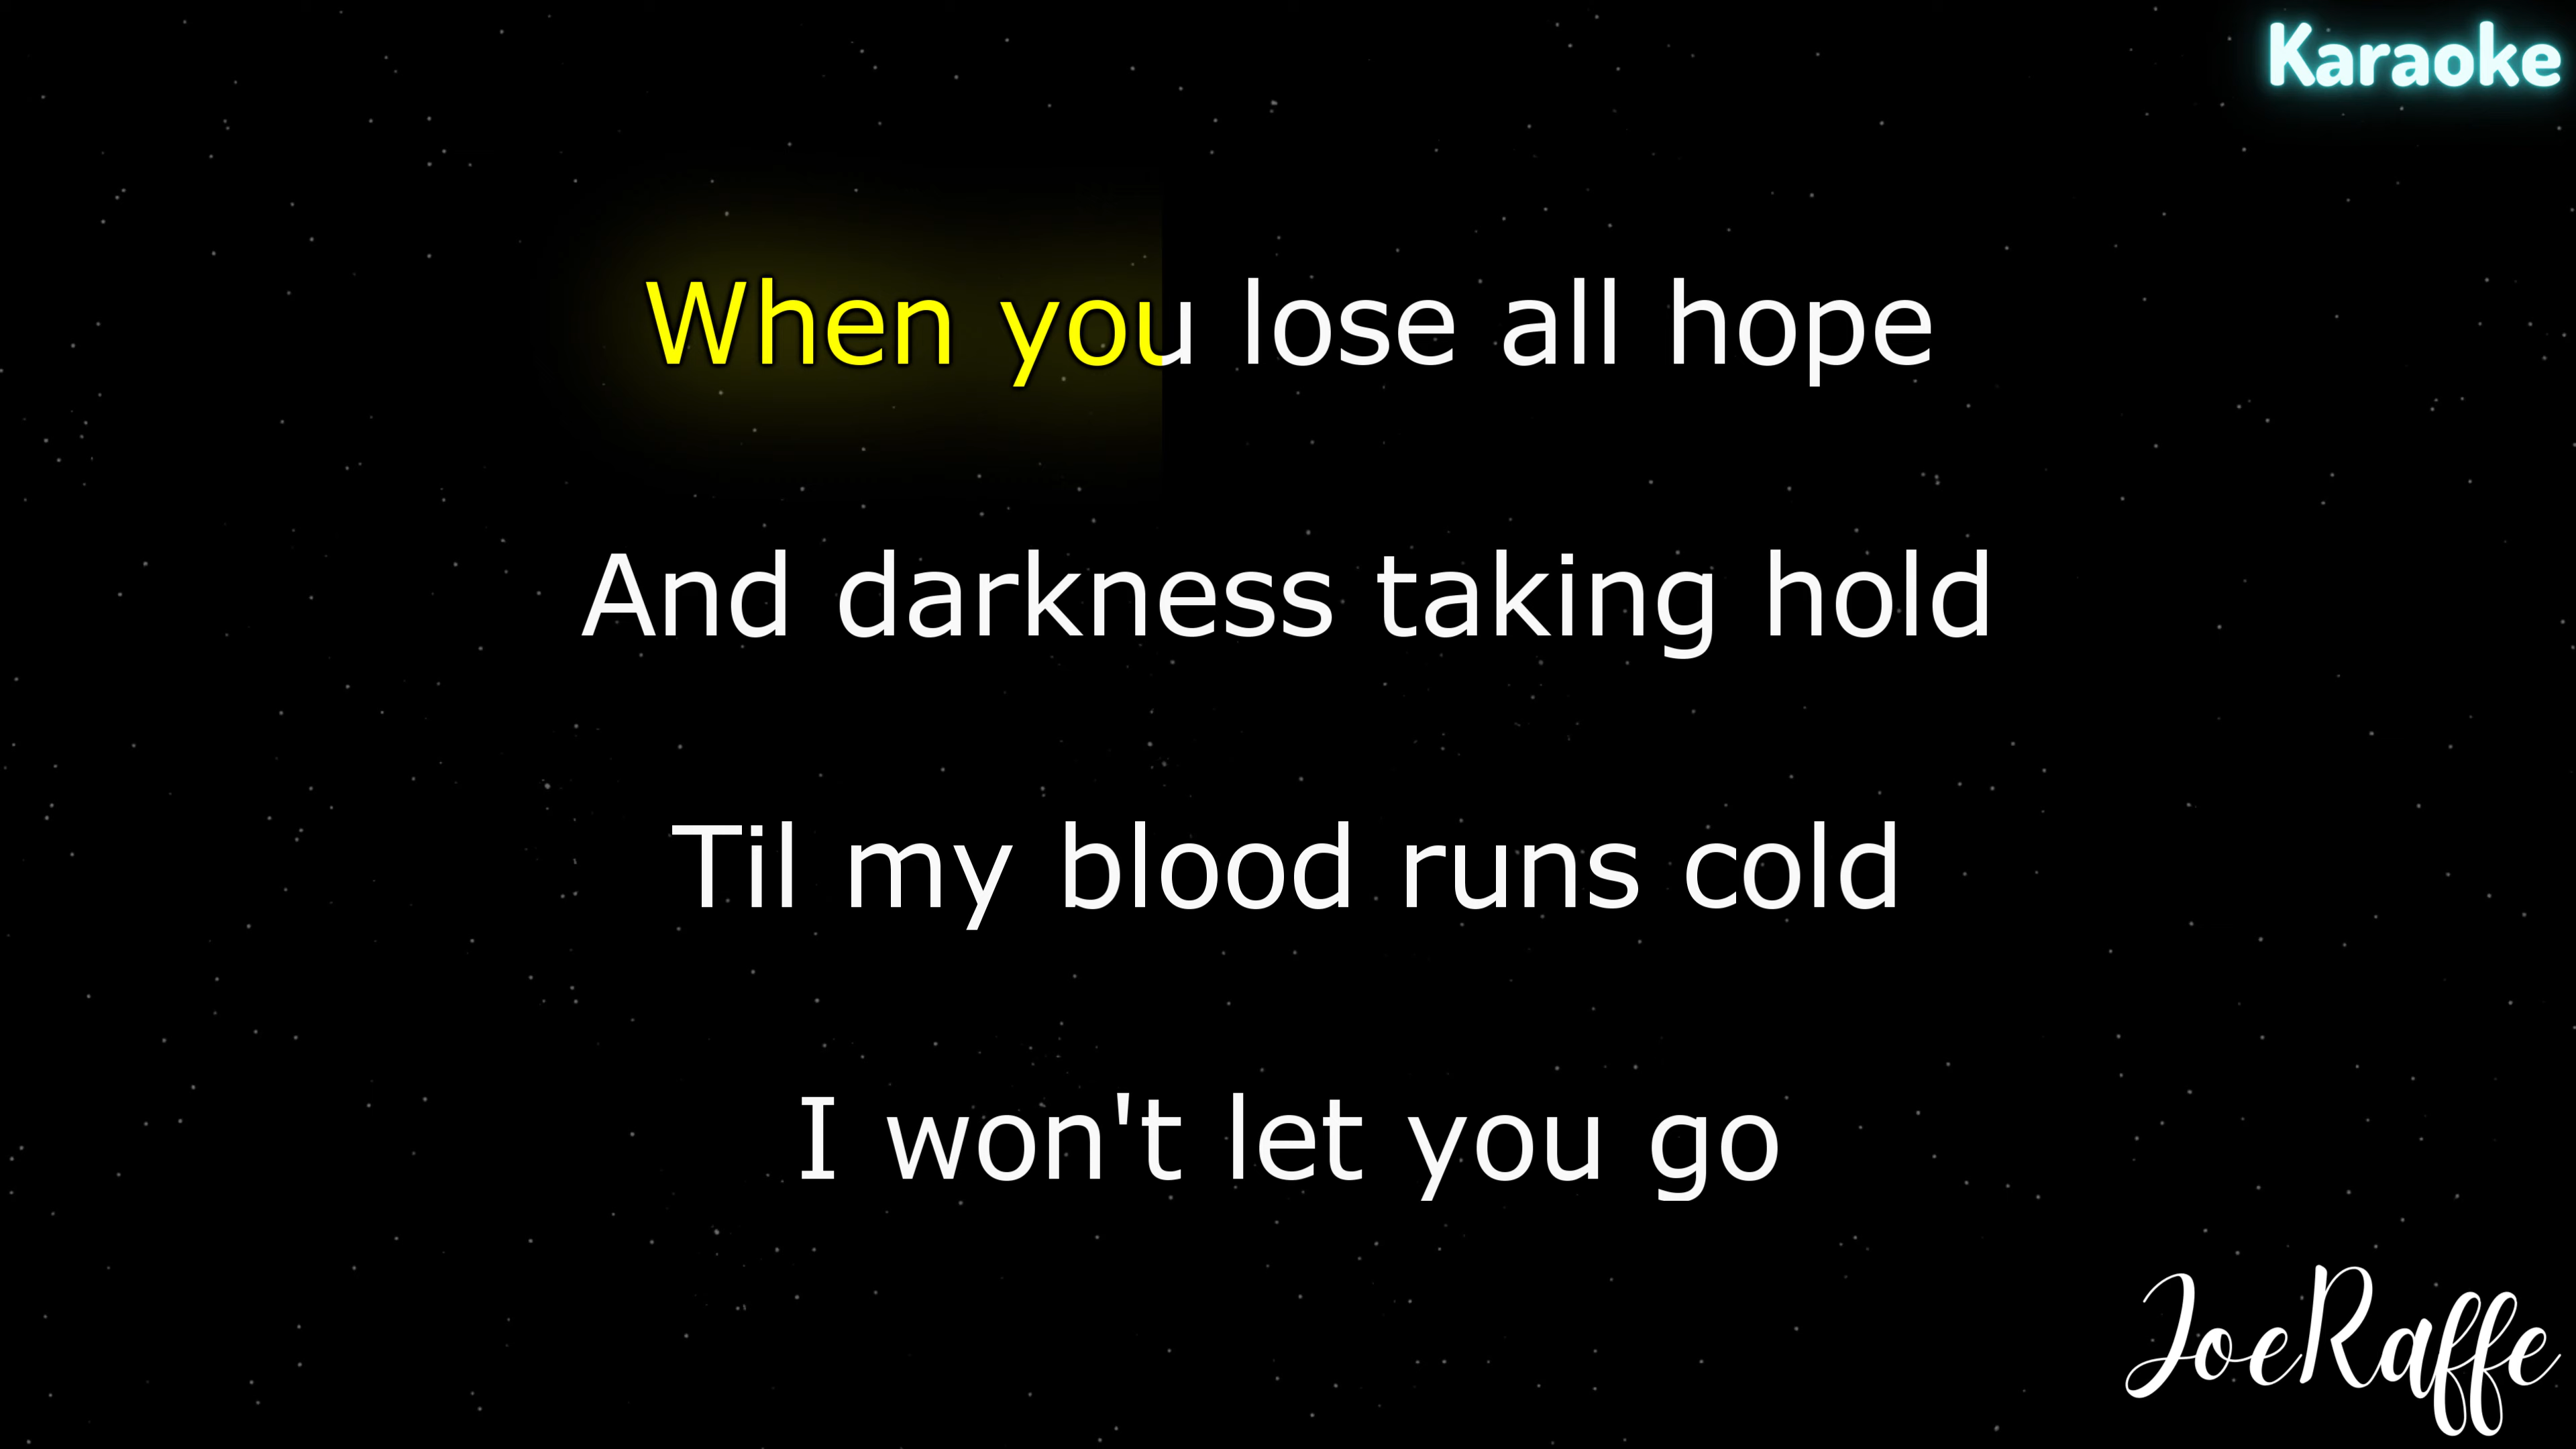 Karaoke
When you lose all hope
And darkness taking hold
Til my blood runs cold
I won't let you go
JoeRaffe